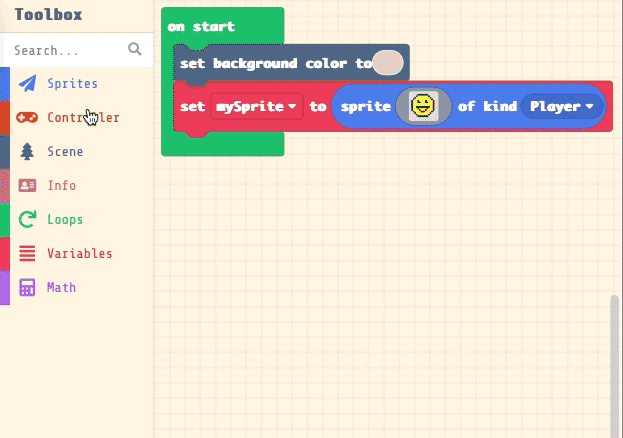 Toolbox
Search...
Sprites
Controller
Scene
Info
Loops
Variables
Math
on start
set background color to
set mySprite to sprite of kind Player